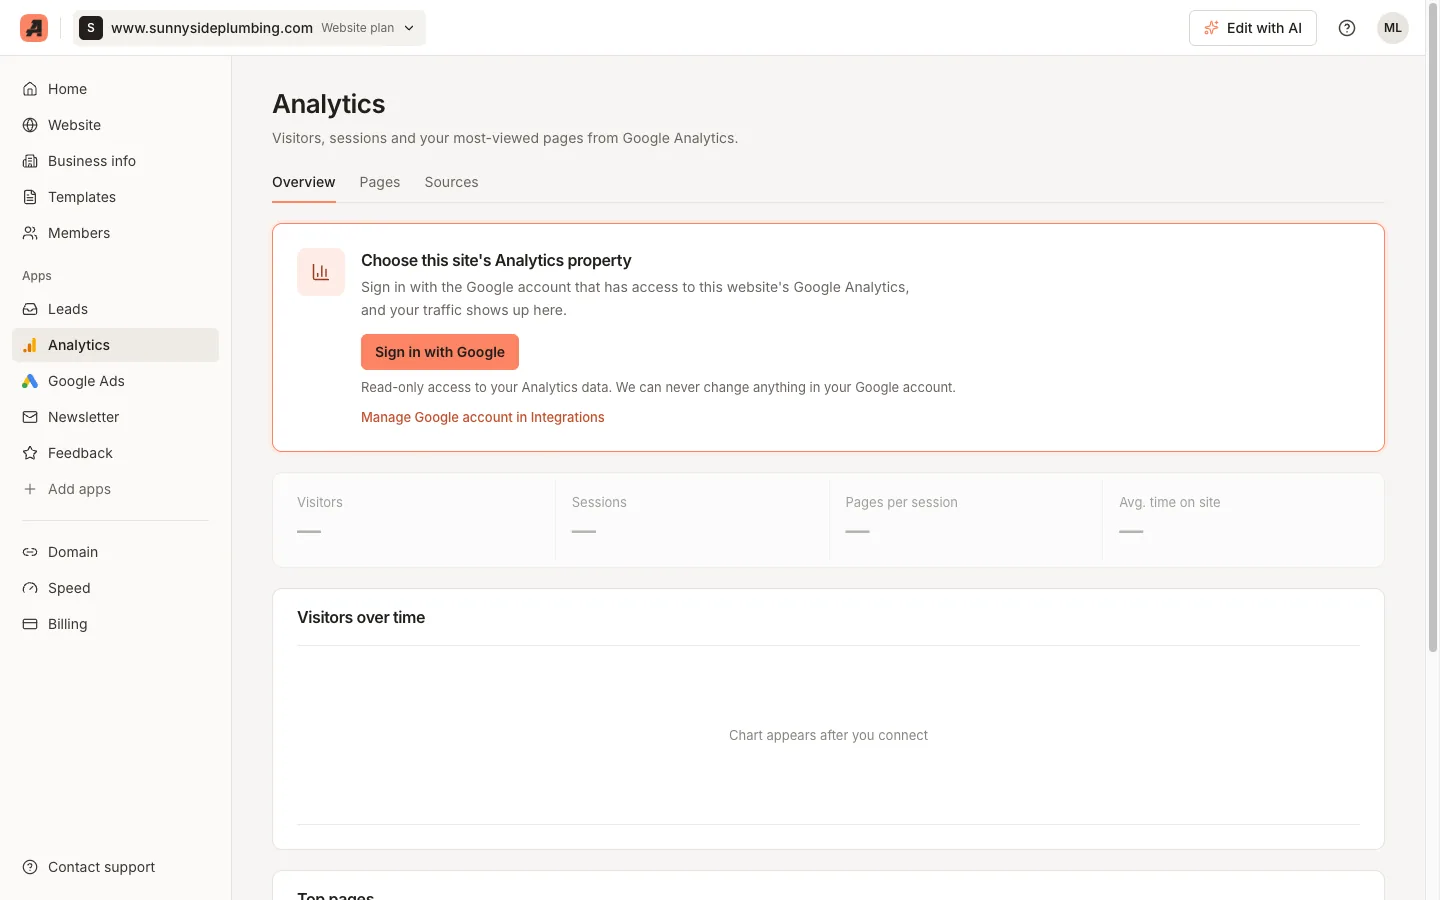 S www.sunnysideplumbing.com Website plan
Edit with AI
ML
Home
Website
Business info
Templates
Members
Apps
Leads
Analytics
Google Ads
Newsletter
Feedback
Add apps
Domain
Speed
Billing
Contact support
Analytics
Visitors, sessions and your most-viewed pages from Google Analytics.
Overview Pages Sources
Choose this site's Analytics property
Sign in with the Google account that has access to this website's Google Analytics,
and your traffic shows up here.
Sign in with Google
Read-only access to your Analytics data. We can never change anything in your Google account.
Manage Google account in Integrations
Visitors Sessions Pages per session Avg. time on site
— — — —
Visitors over time
Chart appears after you connect
Top pages